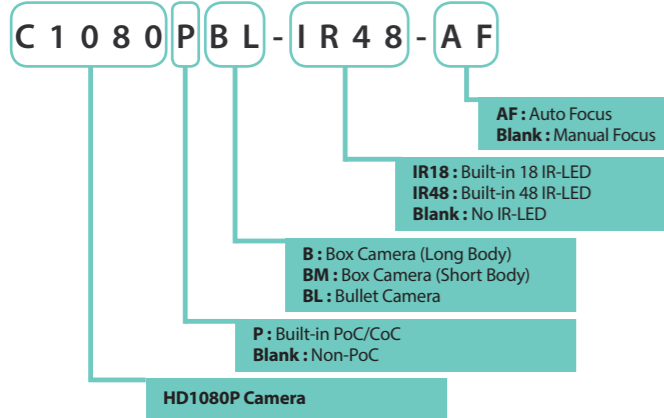 C1080PBL-IR48-AF
AF : Auto Focus
Blank : Manual Focus
IR18 : Built-in 18 IR-LED
IR48 : Built-in 48 IR-LED
Blank : No IR-LED
B : Box Camera (Long Body)
BM : Box Camera (Short Body)
BL : Bullet Camera
P : Built-in PoC/CoC
Blank : Non-PoC
HD1080P Camera